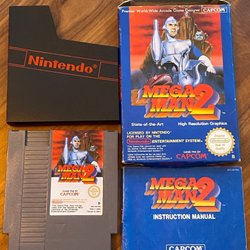 Nintendo
Premier World-Wide Arcade Game Designer
CAPCOM
MEGA
MAN 2
State-of-the-Art High Resolution Graphics
LICENSED BY NINTENDO
FOR PLAY ON THE
Nintendo
ENTERTAINMENT SYSTEM
CAPCOM
MEGA
MAN 2
CAPCOM
MEGA
MAN 2
INSTRUCTION MANUAL